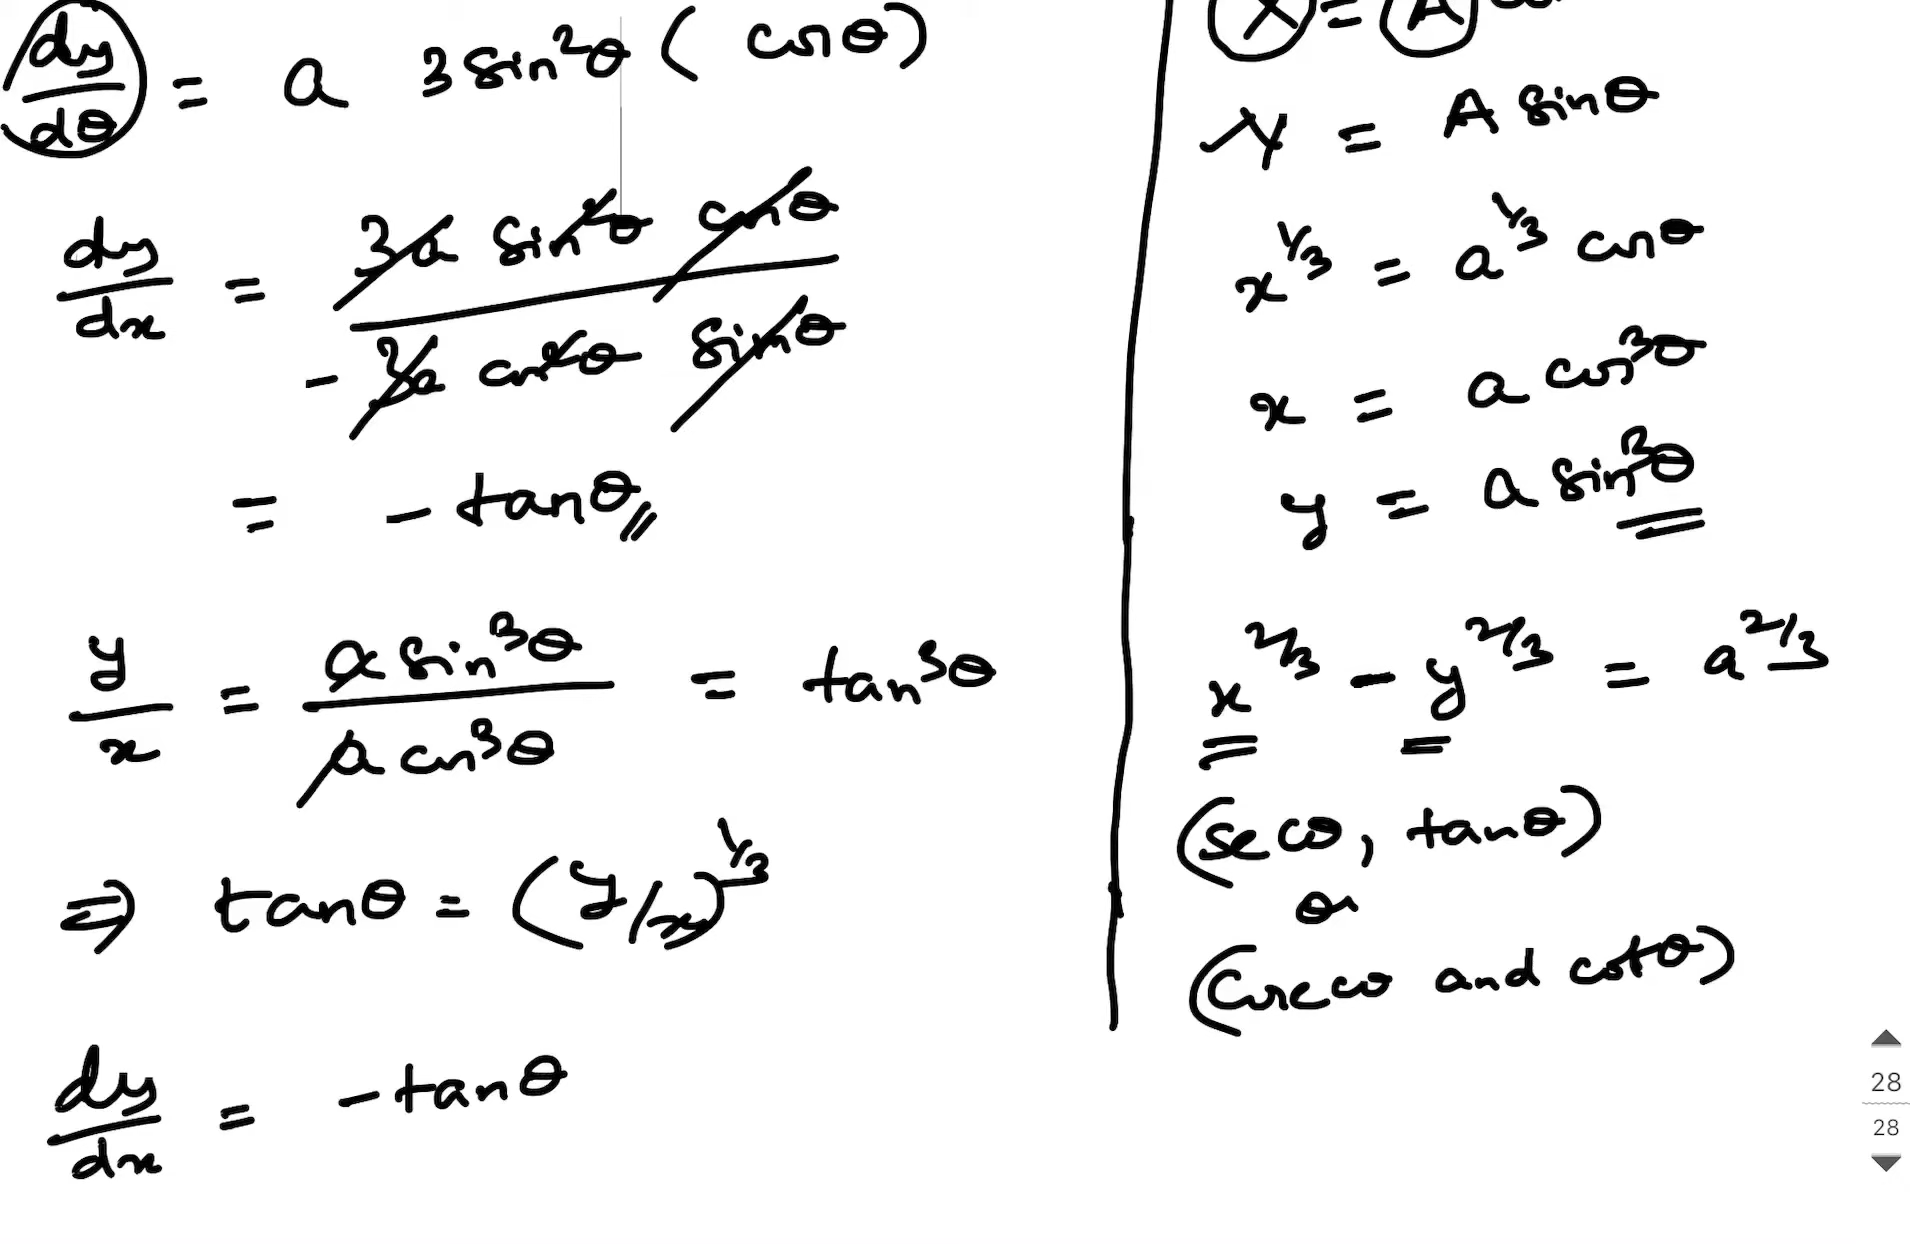 dy/dθ = a 3 sin²θ ( cosθ )
dy/dx = 3a sin²θ cosθ / - 3a cos²θ sinθ
= - tanθ //
y/x = a sin³θ / a cos³θ = tan³θ
⇒ tanθ = (y/x)^1/3
dy/dx = - tanθ
X = A
Y = A sinθ
x^1/3 = a^1/3 cosθ
x = a cos³θ
y = a sin³θ
x^2/3 - y^2/3 = a^2/3
(secθ, tanθ)
or
(cosecθ and cotθ)
28
28